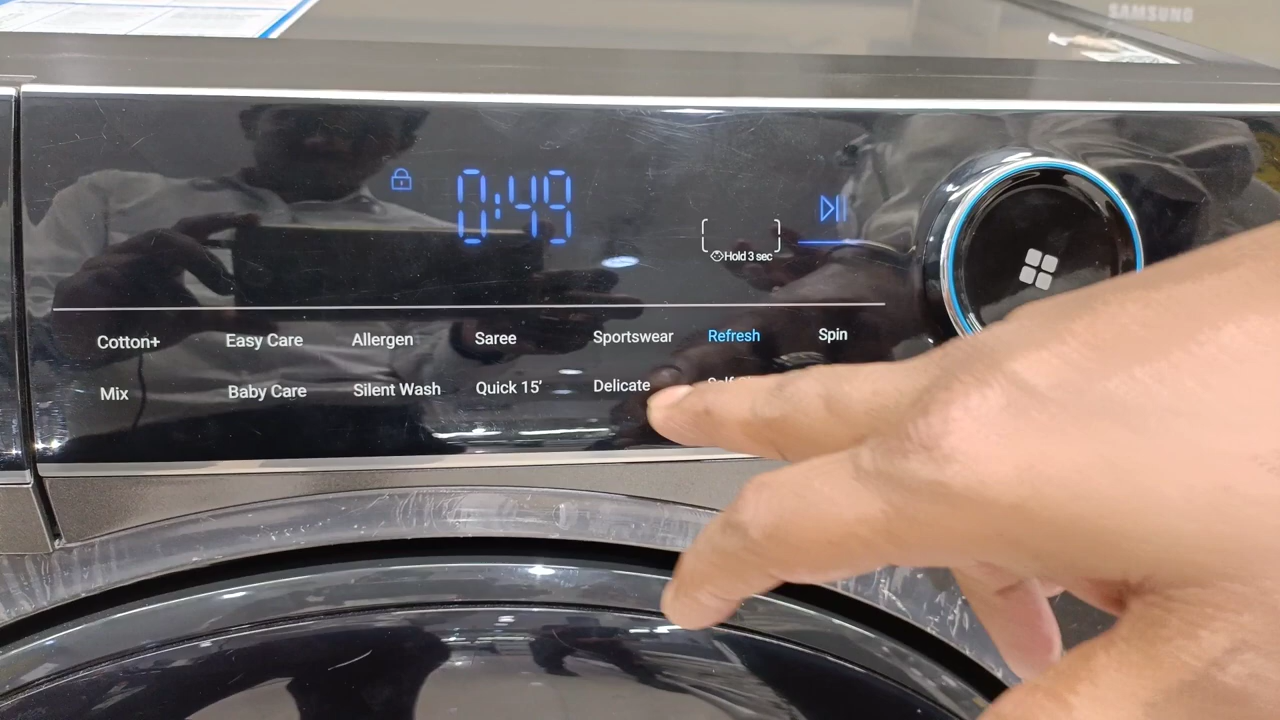 SAMSUNG
0:49
Hold 3 sec
Cotton+ Easy Care Allergen Saree Sportswear Refresh Spin
Mix Baby Care Silent Wash Quick 15' Delicate